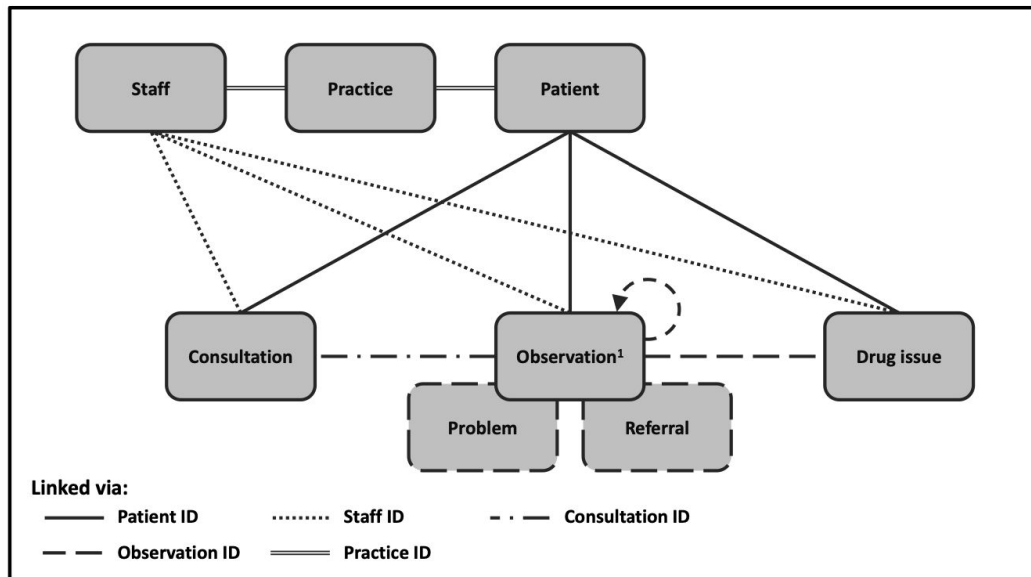 Staff
Practice
Patient
Consultation
Observation¹
Drug issue
Problem
Referral
Linked via:
Patient ID
Staff ID
Consultation ID
Observation ID
Practice ID